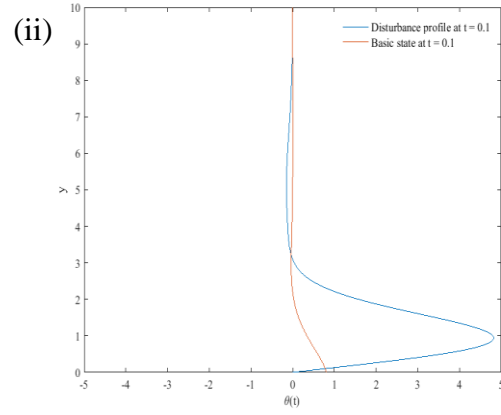 (ii)
10
9
8
7
6
5
4
3
2
1
0
y
Disturbance profile at t = 0.1
Basic state at t = 0.1
-5 -4 -3 -2 -1 0 1 2 3 4 5
θ(t)